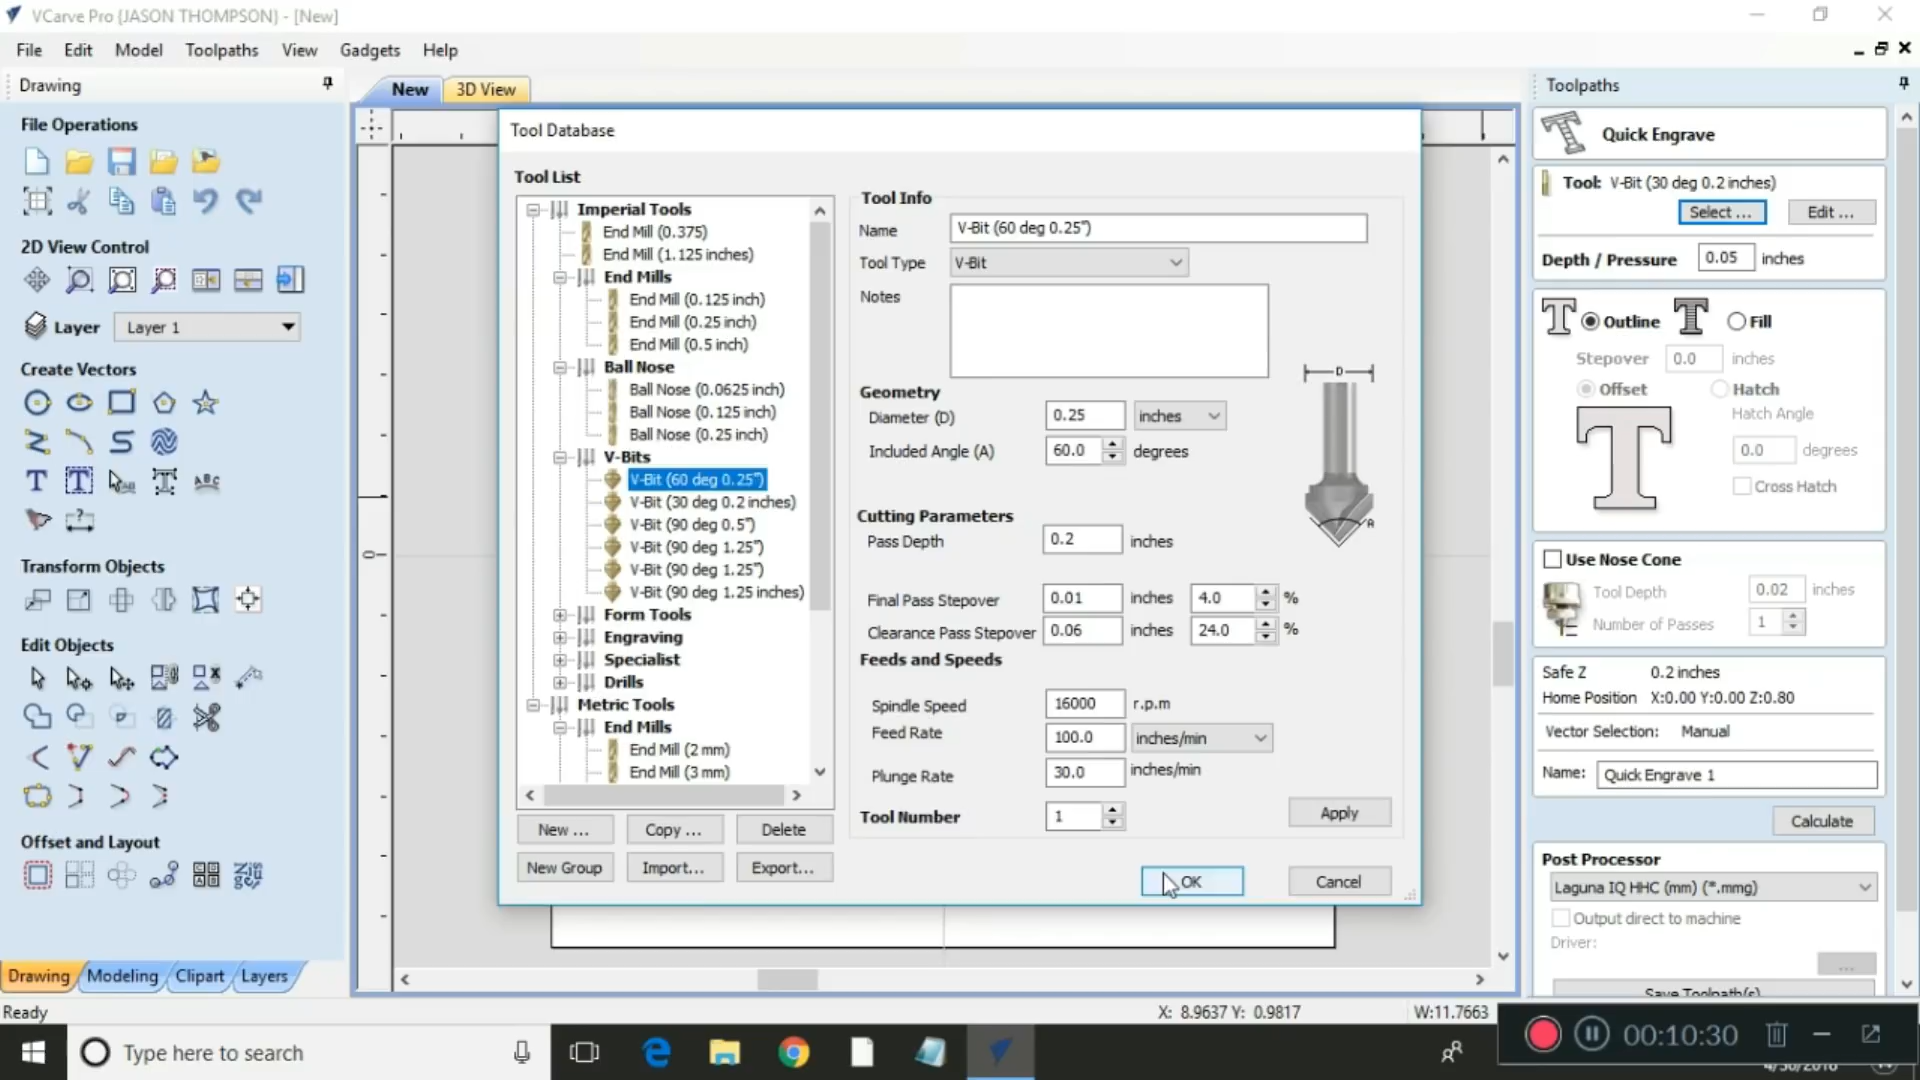 VCarve Pro {JASON THOMPSON} - [New]
File Edit Model Toolpaths View Gadgets Help
Drawing
File Operations
2D View Control
Layer Layer 1
Create Vectors
Transform Objects
Edit Objects
Offset and Layout
Drawing Modeling Clipart Layers
Ready
New 3D View
Tool Database
Tool List
Imperial Tools
End Mill (0.375)
End Mill (1.125 inches)
End Mills
End Mill (0.125 inch)
End Mill (0.25 inch)
End Mill (0.5 inch)
Ball Nose
Ball Nose (0.0625 inch)
Ball Nose (0.125 inch)
Ball Nose (0.25 inch)
V-Bits
V-Bit (60 deg 0.25")
V-Bit (30 deg 0.2 inches)
V-Bit (90 deg 0.5")
V-Bit (90 deg 1.25")
V-Bit (90 deg 1.25")
V-Bit (90 deg 1.25 inches)
Form Tools
Engraving
Specialist
Drills
Metric Tools
End Mills
End Mill (2 mm)
End Mill (3 mm)
New ... Copy ... Delete
New Group Import... Export...
Tool Info
Name V-Bit (60 deg 0.25")
Tool Type V-Bit
Notes
Geometry
Diameter (D) 0.25 inches
Included Angle (A) 60.0 degrees
D
A
Cutting Parameters
Pass Depth 0.2 inches
Final Pass Stepover 0.01 inches 4.0 %
Clearance Pass Stepover 0.06 inches 24.0 %
Feeds and Speeds
Spindle Speed 16000 r.p.m
Feed Rate 100.0 inches/min
Plunge Rate 30.0 inches/min
Tool Number 1
Apply
OK Cancel
X: 8.9637 Y: 0.9817 W:11.7663
Toolpaths
Quick Engrave
Tool: V-Bit (30 deg 0.2 inches)
Select ... Edit ...
Depth / Pressure 0.05 inches
Outline Fill
Stepover 0.0 inches
Offset Hatch
Hatch Angle
0.0 degrees
Cross Hatch
Use Nose Cone
Tool Depth 0.02 inches
Number of Passes 1
Safe Z 0.2 inches
Home Position X:0.00 Y:0.00 Z:0.80
Vector Selection: Manual
Name: Quick Engrave 1
Calculate
Post Processor
Laguna IQ HHC (mm) (*.mmg)
Output direct to machine
Driver:
...
Save Toolpath(s)
Type here to search
00:10:30